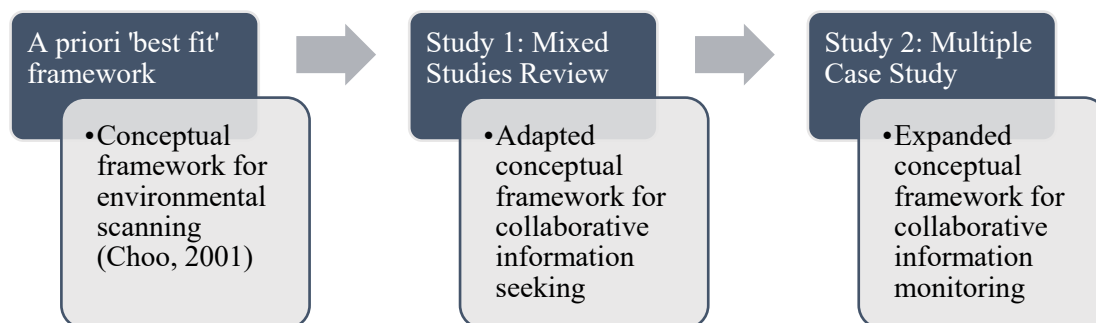 A priori 'best fit'
framework
•Conceptual
framework for
environmental
scanning
(Choo, 2001)
Study 1: Mixed
Studies Review
•Adapted
conceptual
framework for
collaborative
information
seeking
Study 2: Multiple
Case Study
•Expanded
conceptual
framework for
collaborative
information
monitoring